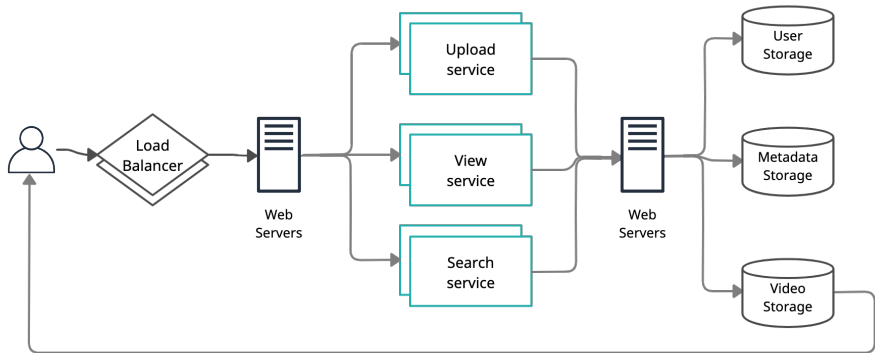 Load
Balancer
Web
Servers
Upload
service
View
service
Search
service
Web
Servers
User
Storage
Metadata
Storage
Video
Storage